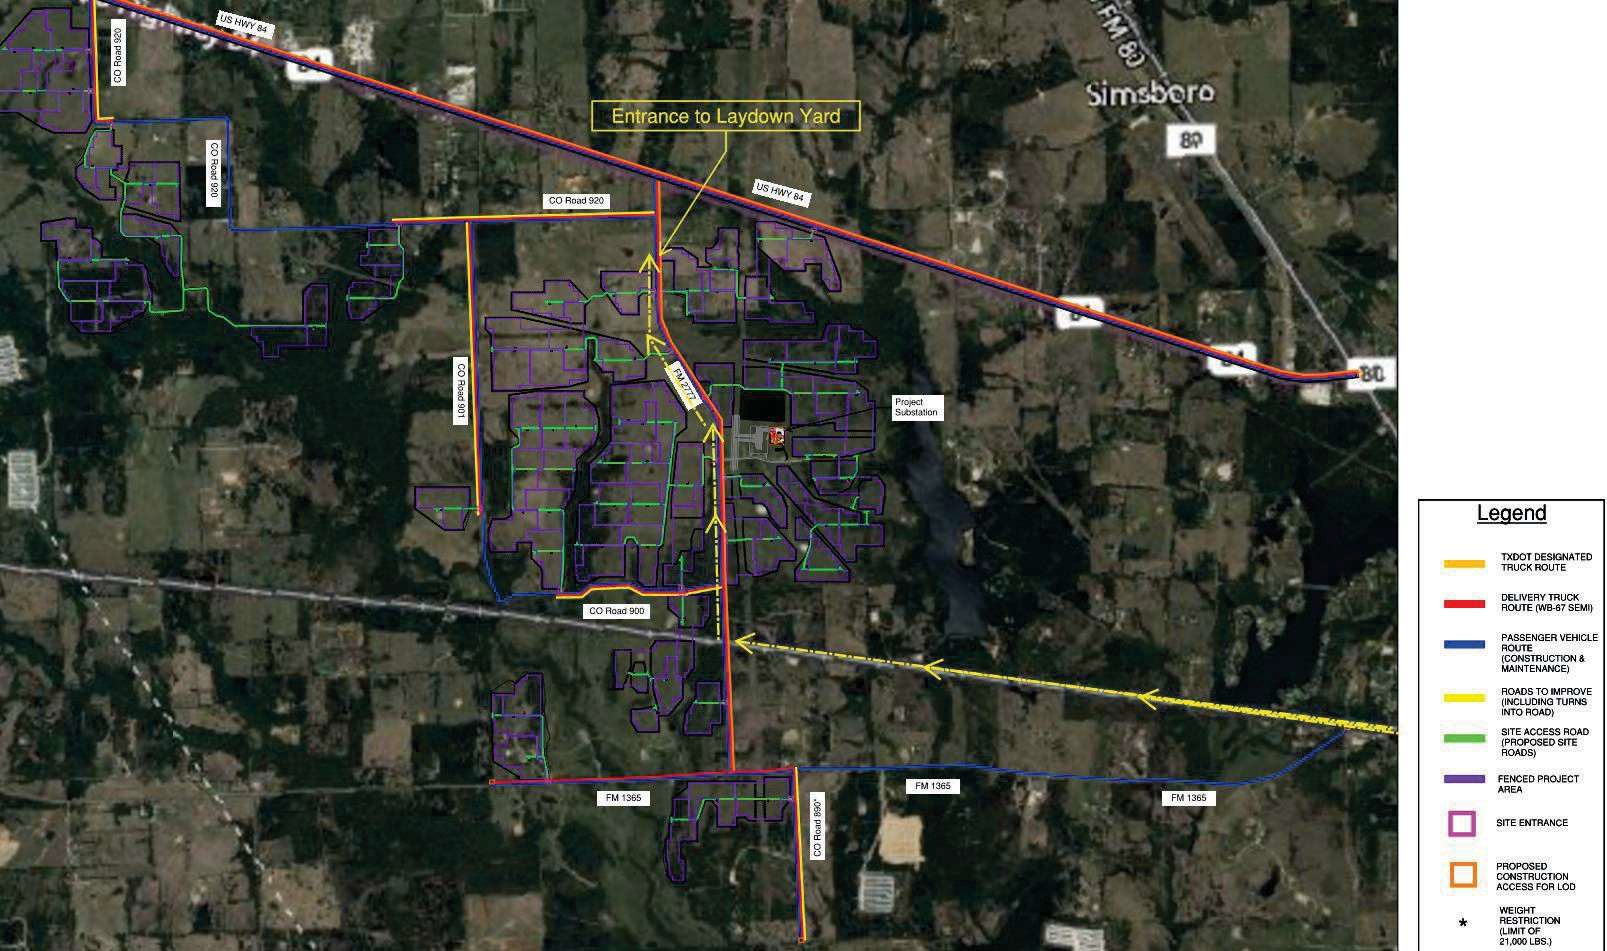 US HWY 84
CO Road 920
84
FM 80
Simsboro
80
Entrance to Laydown Yard
CO Road 920
CO Road 920
US HWY 84
84
84
80
CO Road 901
FM 2777
Project
Substation
CO Road 900
FM 1365
FM 1365
FM 1365
CO Road 890*
Legend
TXDOT DESIGNATED
TRUCK ROUTE
DELIVERY TRUCK
ROUTE (WB-67 SEMI)
PASSENGER VEHICLE
ROUTE
(CONSTRUCTION &
MAINTENANCE)
ROADS TO IMPROVE
(INCLUDING TURNS
INTO ROAD)
SITE ACCESS ROAD
(PROPOSED SITE
ROADS)
FENCED PROJECT
AREA
SITE ENTRANCE
PROPOSED
CONSTRUCTION
ACCESS FOR LOD
*
WEIGHT
RESTRICTION
(LIMIT OF
21,000 LBS.)